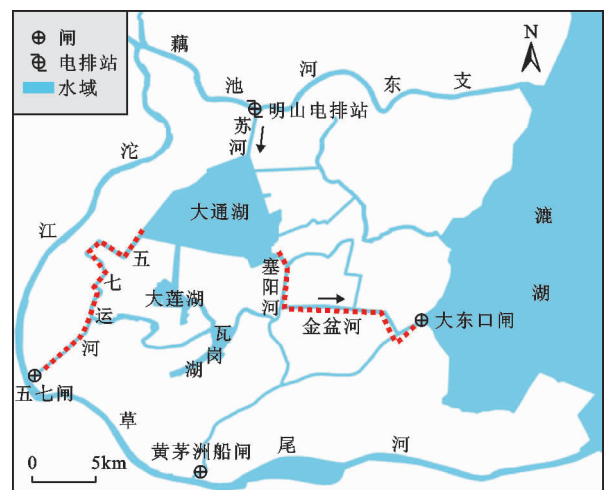 闸
电排站
水域
N
藕池河东支
明山电排站
苏河
沱江
大通湖
漉湖
五七运河
大莲湖
塞阳河
瓦岗湖
金盆河
大东口闸
五七闸
草尾河
黄茅洲船闸
0 5km